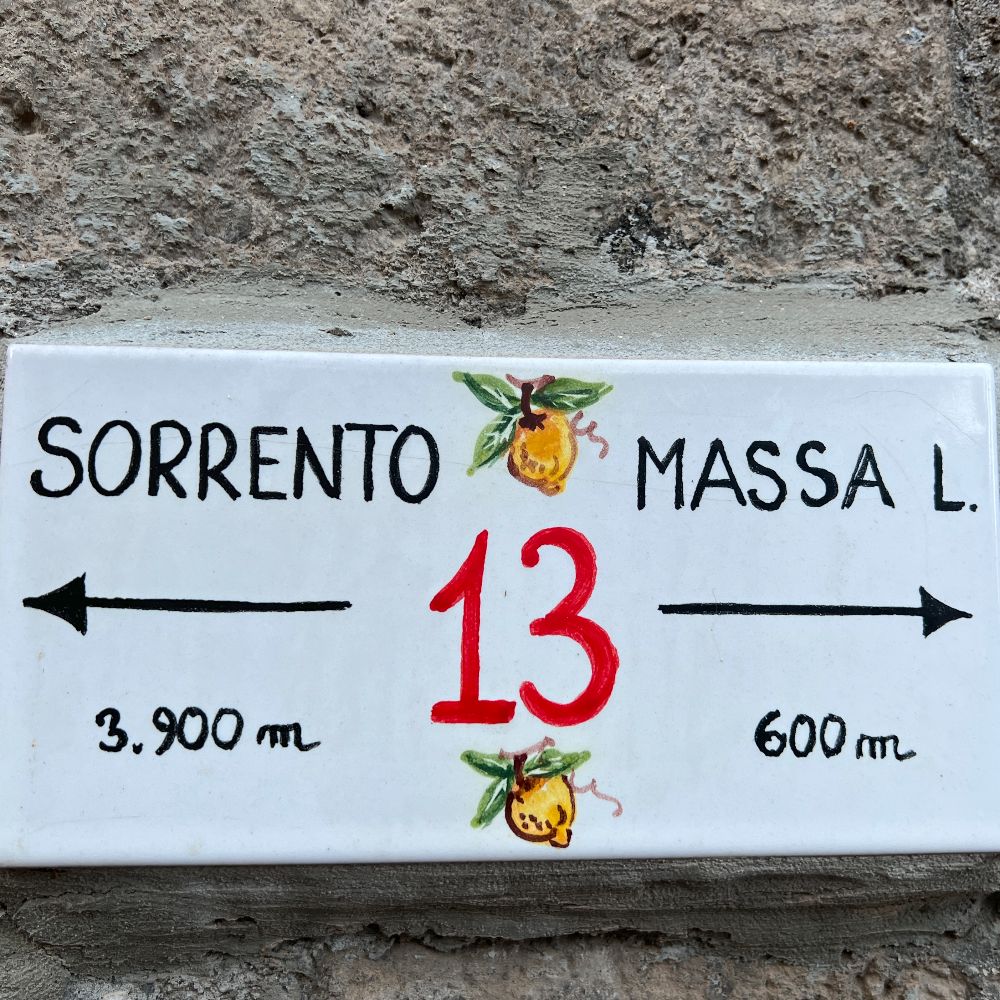 SORRENTO
MASSA L.
13
3.900 m
600 m